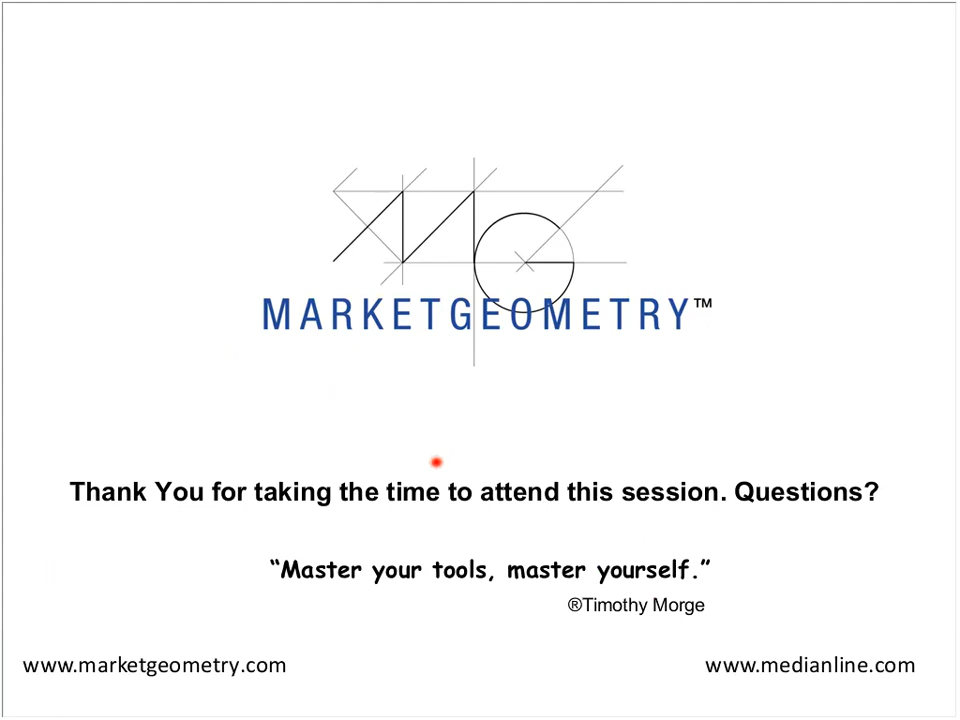 MARKETGEOMETRY™
Thank You for taking the time to attend this session. Questions?
“Master your tools, master yourself.”
®Timothy Morge
www.marketgeometry.com
www.medianline.com